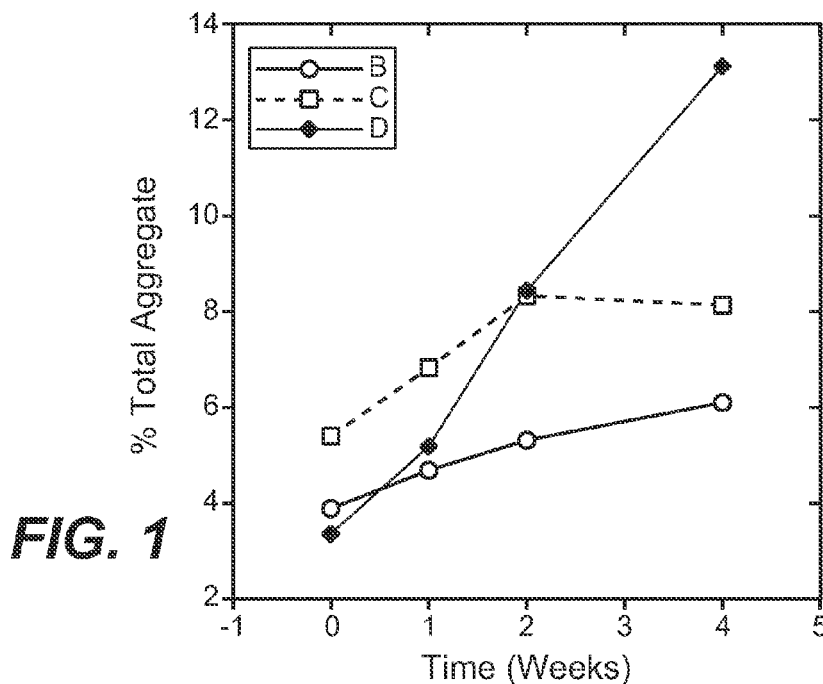 14
12
10
8
6
4
2
% Total Aggregate
B
C
D
FIG. 1
-1 0 1 2 3 4 5
Time (Weeks)